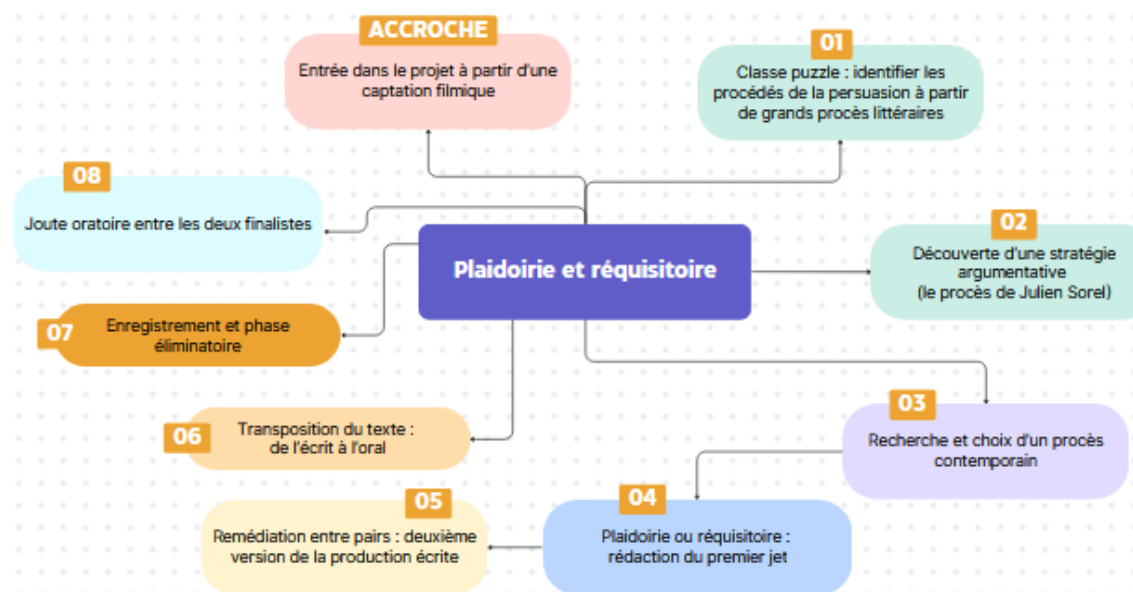 ACCROCHE
Entrée dans le projet à partir d'une
captation filmique
01
Classe puzzle : identifier les
procédés de la persuasion à partir
de grands procès littéraires
08
Joute oratoire entre les deux finalistes
Plaidoirie et réquisitoire
02
Découverte d'une stratégie
argumentative
(le procès de Julien Sorel)
07
Enregistrement et phase
éliminatoire
03
Recherche et choix d'un procès
contemporain
06
Transposition du texte :
de l'écrit à l'oral
05
Remédiation entre pairs : deuxième
version de la production écrite
04
Plaidoirie ou réquisitoire :
rédaction du premier jet